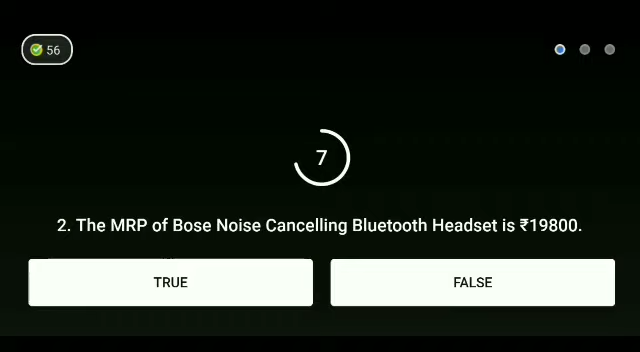 56
7
2. The MRP of Bose Noise Cancelling Bluetooth Headset is ₹19800.
TRUE
FALSE